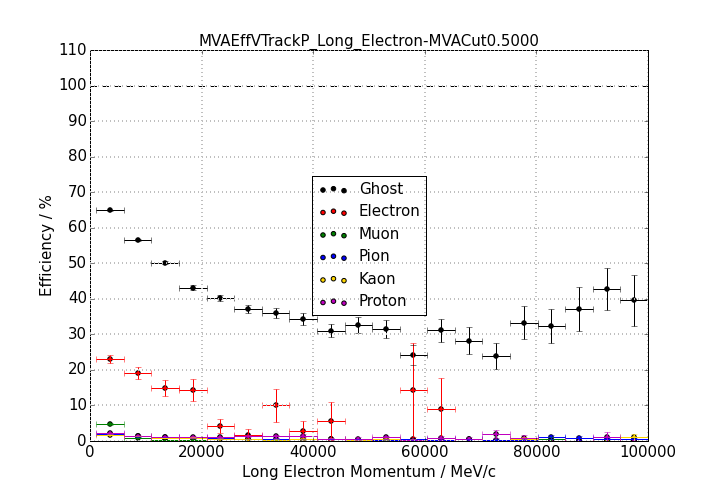 MVAEffVTrackP_Long_Electron-MVACut0.5000
110
100
90
80
70
60
50
40
30
20
10
0
Efficiency / %
Ghost
Electron
Muon
Pion
Kaon
Proton
0 20000 40000 60000 80000 100000
Long Electron Momentum / MeV/c